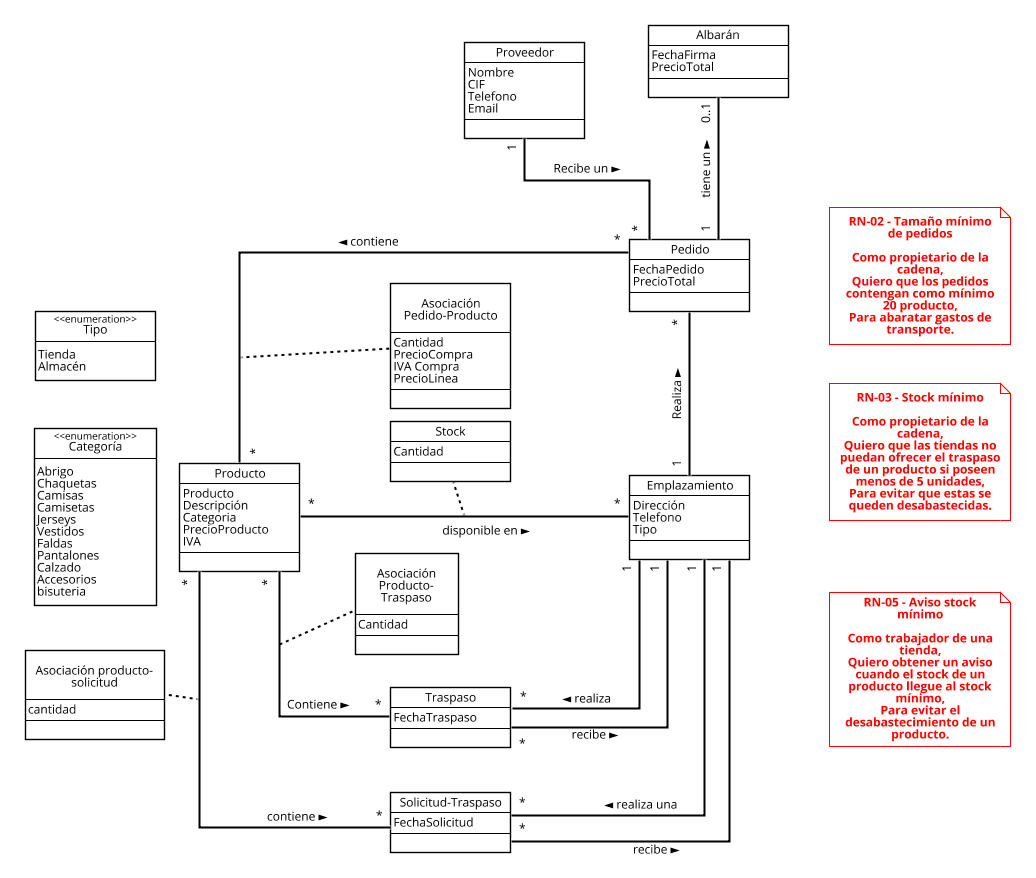 Albarán
FechaFirma
PrecioTotal
Proveedor
Nombre
CIF
Telefono
Email
0..1
1
tiene un ►
Recibe un ►
*
1
*
◄ contiene
Pedido
FechaPedido
PrecioTotal
*
RN-02 - Tamaño mínimo
de pedidos
Como propietario de la
cadena,
Quiero que los pedidos
contengan como mínimo
20 producto,
Para abaratar gastos de
transporte.
Asociación
Pedido-Producto
Cantidad
PrecioCompra
IVA Compra
PrecioLinea
<<enumeration>>
Tipo
Tienda
Almacén
Realiza ►
1
RN-03 - Stock mínimo
Como propietario de la
cadena,
Quiero que las tiendas no
puedan ofrecer el traspaso
de un producto si poseen
menos de 5 unidades,
Para evitar que estas se
queden desabastecidas.
<<enumeration>>
Categoría
Abrigo
Chaquetas
Camisas
Camisetas
Jerseys
Vestidos
Faldas
Pantalones
Calzado
Accesorios
bisuteria
Stock
Cantidad
*
Producto
Producto
Descripción
Categoría
PrecioProducto
IVA
*
*
disponible en ►
Emplazamiento
Dirección
Telefono
Tipo
*
*
1
1
1
1
Asociación
Producto-
Traspaso
Cantidad
RN-05 - Aviso stock
mínimo
Como trabajador de una
tienda,
Quiero obtener un aviso
cuando el stock de un
producto llegue al stock
mínimo,
Para evitar el
desabastecimiento de un
producto.
Asociación producto-
solicitud
cantidad
Contiene ►
*
Traspaso
FechaTraspaso
*
◄ realiza
recibe ►
*
contiene ►
*
Solicitud-Traspaso
FechaSolicitud
*
◄ realiza una
*
recibe ►